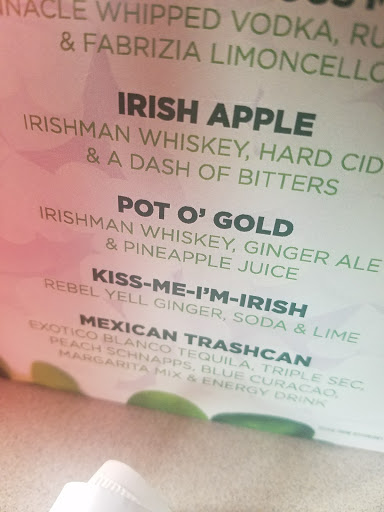 WHIPPED VODKA,
& FABRIZIA LIMONCELLO
IRISH APPLE
IRISHMAN WHISKEY, HARD CID
& A DASH OF BITTERS
POT O' GOLD
IRISHMAN WHISKEY, GINGER ALE
& PINEAPPLE JUICE
KISS-ME-I'M-IRISH
REBEL YELL GINGER, SODA & LIME
MEXICAN TRASHCAN
EXOTICO BLANCO TEQUILA, TRIPLE SEC,
PEACH SCHNAPPS, BLUE CURACAO,
MARGARITA MIX & ENERGY DRINK